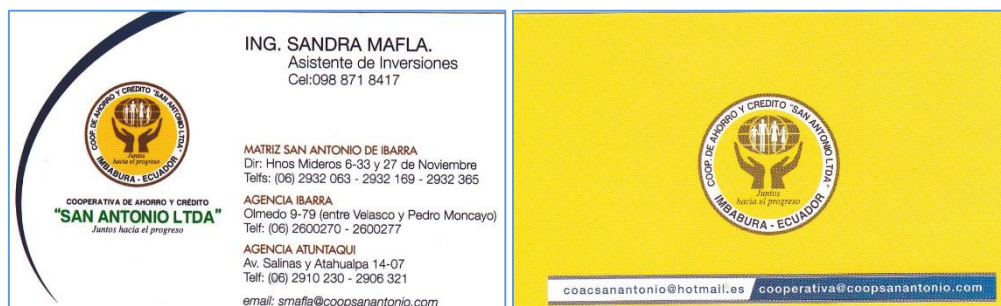 ING. SANDRA MAFLA.
Asistente de Inversiones
Cel:098 871 8417
COOP. DE AHORRO Y CREDITO "SAN ANTONIO LTDA"
Juntos
hacia el progreso
IMBABURA - ECUADOR
COOPERATIVA DE AHORRO Y CRÉDITO
"SAN ANTONIO LTDA"
Juntos hacia el progreso
MATRIZ SAN ANTONIO DE IBARRA
Dir: Hnos Mideros 6-33 y 27 de Noviembre
Telfs: (06) 2932 063 - 2932 169 - 2932 365
AGENCIA IBARRA
Olmedo 9-79 (entre Velasco y Pedro Moncayo)
Telf: (06) 2600270 - 2600277
AGENCIA ATUNTAQUI
Av. Salinas y Atahualpa 14-07
Telf: (06) 2910 230 - 2906 321
email: smafla@coopsanantonio.com
COOP. DE AHORRO Y CREDITO "SAN ANTONIO LTDA"
Juntos
hacia el progreso
IMBABURA - ECUADOR
coacsanantonio@hotmail.es / cooperativa@coopsanantonio.com